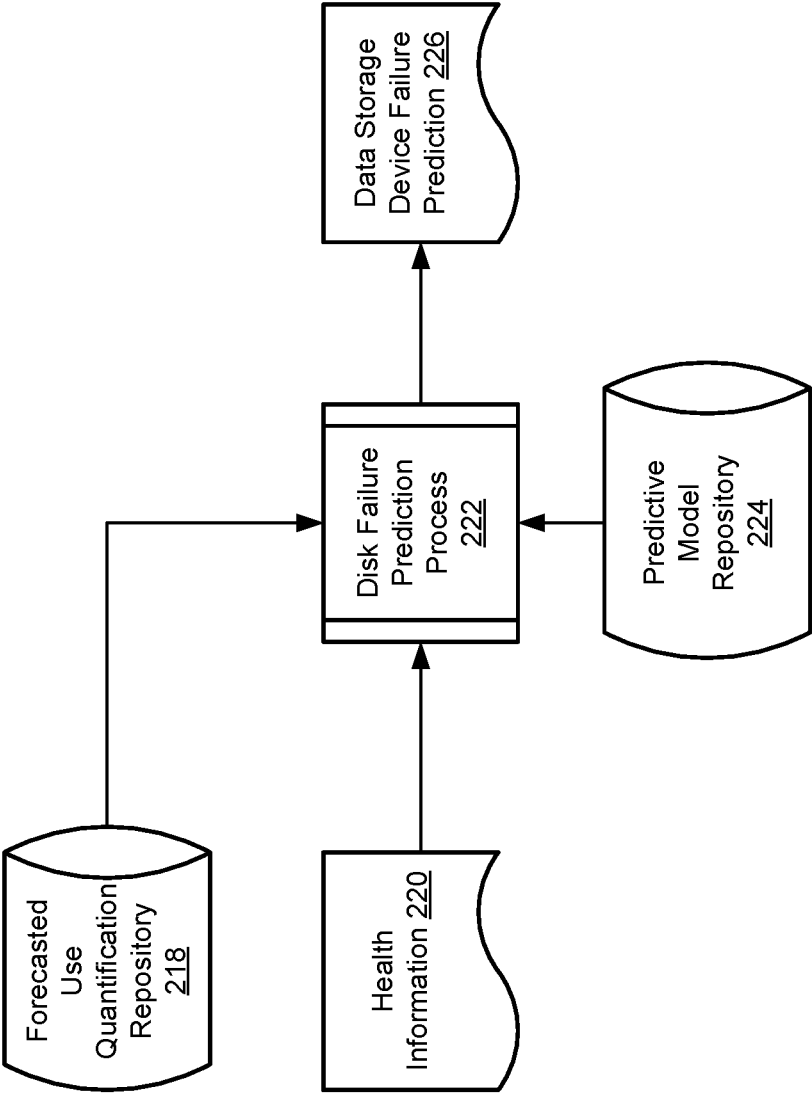 Forecasted
Use
Quantification
Repository
218
Health
Information 220
Disk Failure
Prediction
Process
222
Predictive
Model
Repository
224
Data Storage
Device Failure
Prediction 226